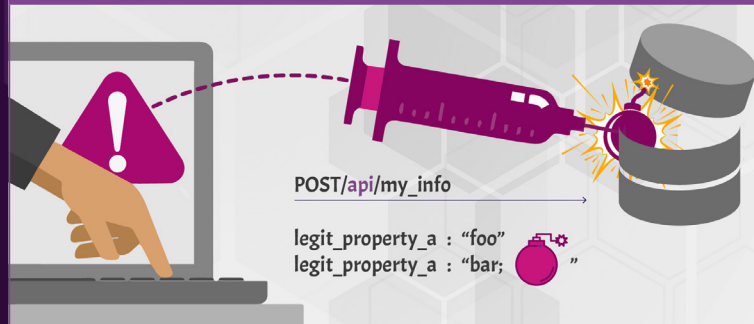 POST/api/my_info
legit_property_a : “foo”
legit_property_a : “bar; ”